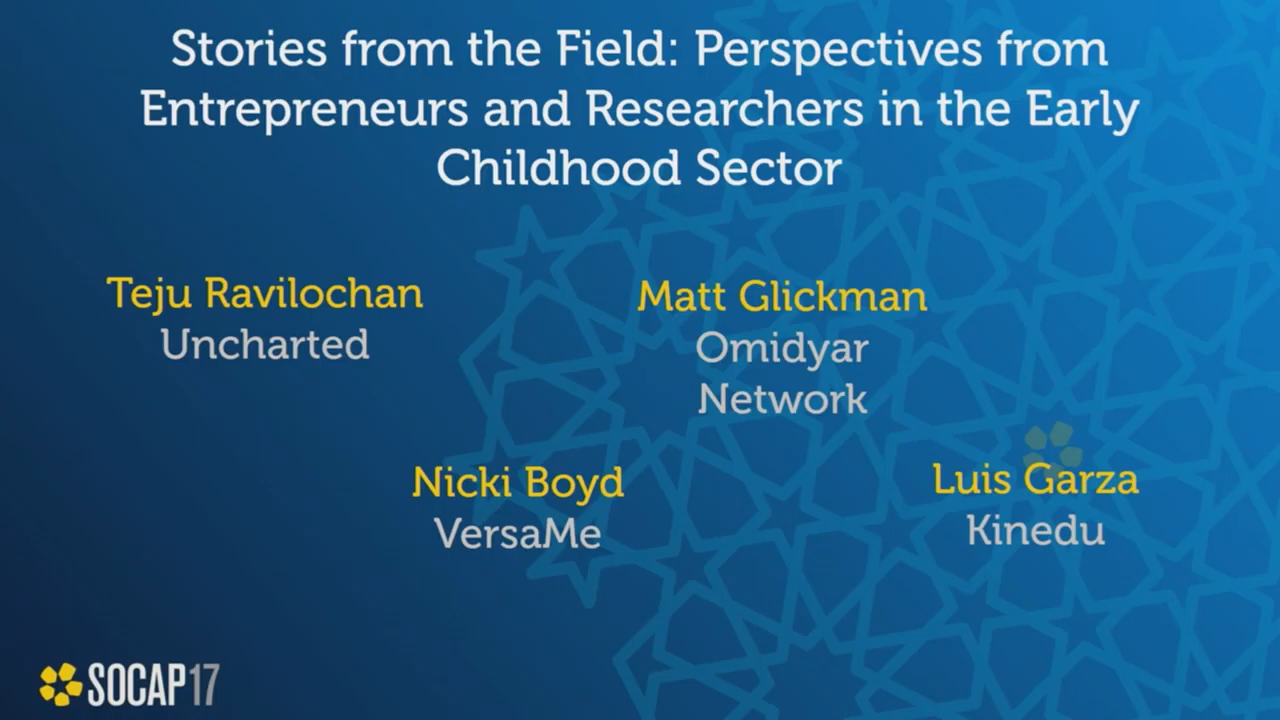 Stories from the Field: Perspectives from
Entrepreneurs and Researchers in the Early
Childhood Sector
Teju Ravilochan
Uncharted
Matt Glickman
Omidyar
Network
Nicki Boyd
VersaMe
Luis Garza
Kinedu
SOCAP17